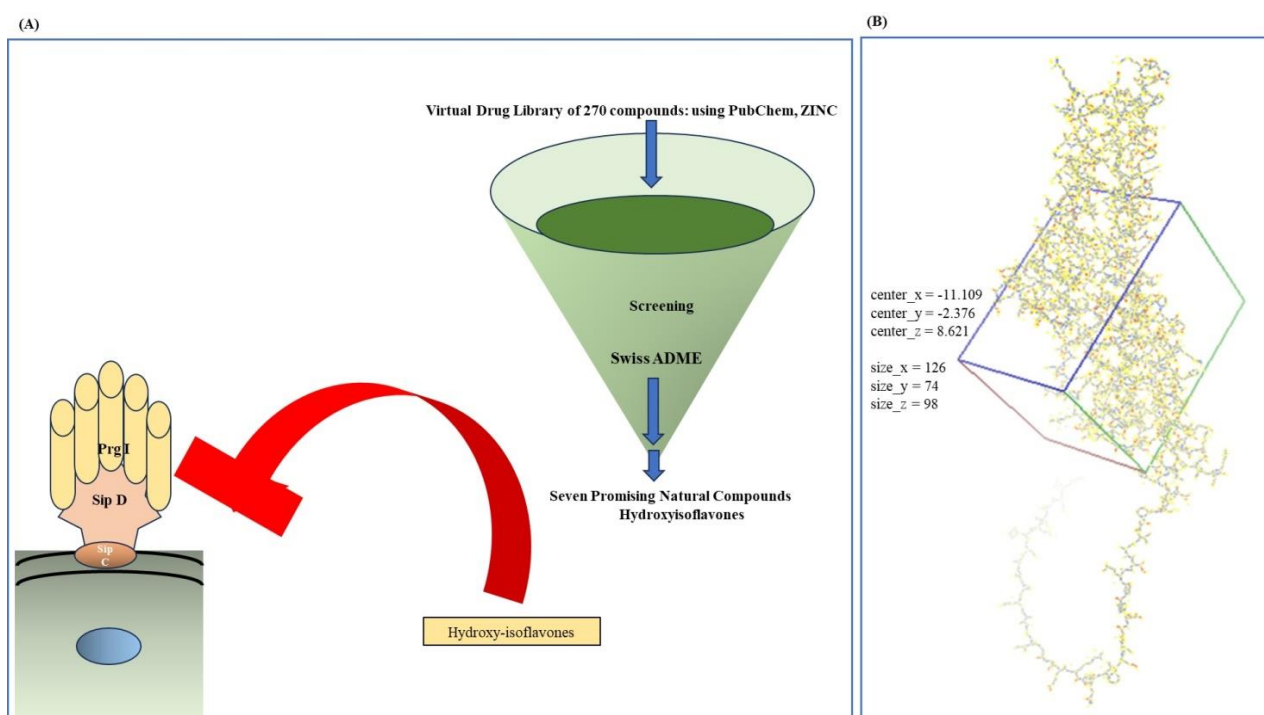 (A)
Virtual Drug Library of 270 compounds: using PubChem, ZINC
Screening
Swiss ADME
Seven Promising Natural Compounds
Hydroxyisoflavones
Prg I
Sip D
Sip
C
Hydroxy-isoflavones
(B)
center_x = -11.109
center_y = -2.376
center_z = 8.621
size_x = 126
size_y = 74
size_z = 98